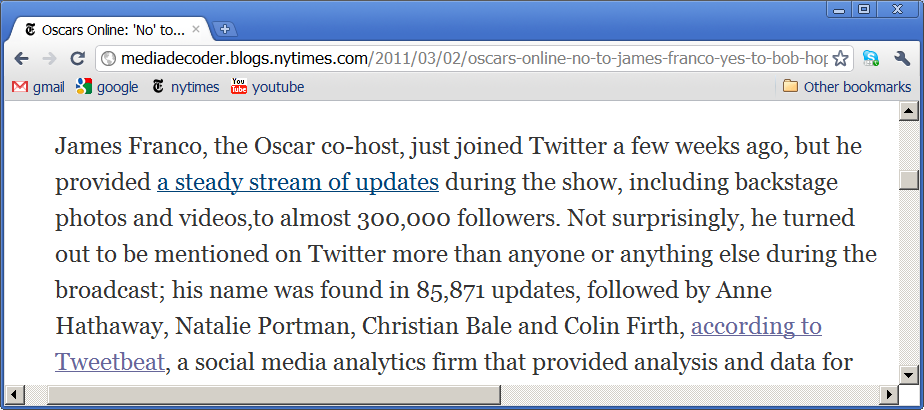 Oscars Online: 'No' to...
mediadecoder.blogs.nytimes.com/2011/03/02/oscars-online-no-to-james-franco-yes-to-bob-hop
gmail google nytimes You Tube youtube Other bookmarks
James Franco, the Oscar co-host, just joined Twitter a few weeks ago, but he
provided a steady stream of updates during the show, including backstage
photos and videos,to almost 300,000 followers. Not surprisingly, he turned
out to be mentioned on Twitter more than anyone or anything else during the
broadcast; his name was found in 85,871 updates, followed by Anne
Hathaway, Natalie Portman, Christian Bale and Colin Firth, according to
Tweetbeat, a social media analytics firm that provided analysis and data for